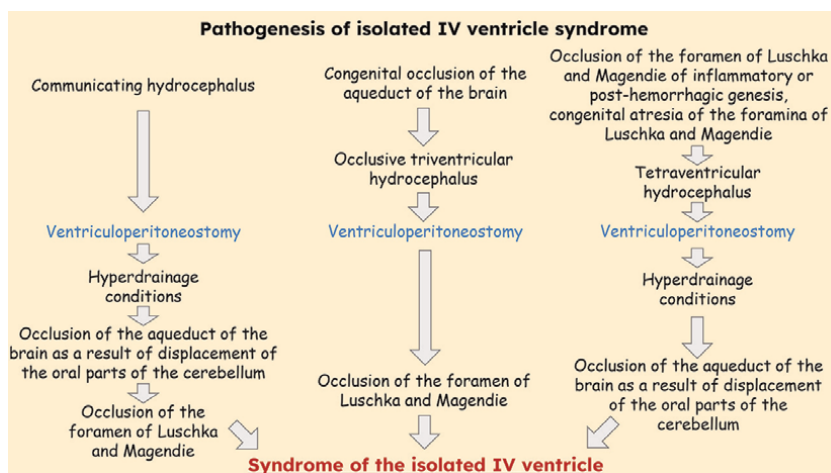 Pathogenesis of isolated IV ventricle syndrome
Communicating hydrocephalus
Ventriculoperitoneostomy
Hyperdrainage
conditions
Occlusion of the aqueduct of the
brain as a result of displacement of
the oral parts of the cerebellum
Occlusion of the
foramen of Luschka
and Magendie
Congenital occlusion of the
aqueduct of the brain
Occlusive triventricular
hydrocephalus
Ventriculoperitoneostomy
Occlusion of the foramen of
Luschka and Magendie
Occlusion of the foramen of Luschka
and Magendie of inflammatory or
post-hemorrhagic genesis,
congenital atresia of the foramina of
Luschka and Magendie
Tetraventricular
hydrocephalus
Ventriculoperitoneostomy
Hyperdrainage
conditions
Occlusion of the aqueduct of the
brain as a result of displacement
of the oral parts of the
cerebellum
Syndrome of the isolated IV ventricle